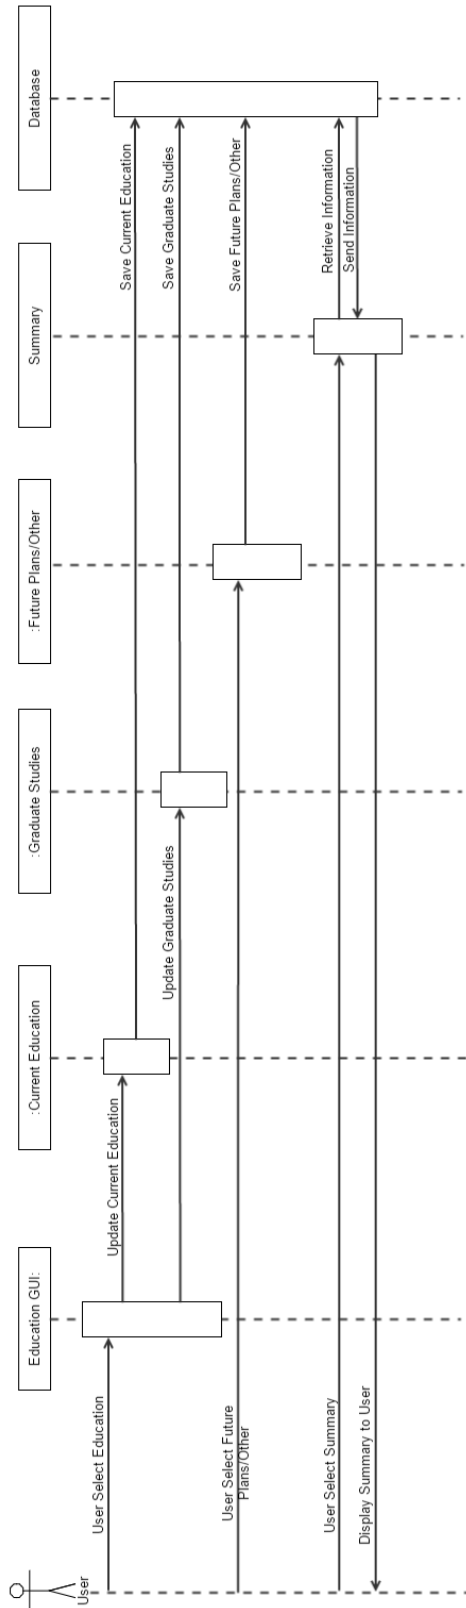 User
Education GUI:
:Current Education
:Graduate Studies
:Future Plans/Other
Summary
Database
User Select Education
Update Current Education
Save Current Education
Update Graduate Studies
Save Graduate Studies
User Select Future
Plans/Other
Save Future Plans/Other
User Select Summary
Retrieve Information
Send Information
Display Summary to User